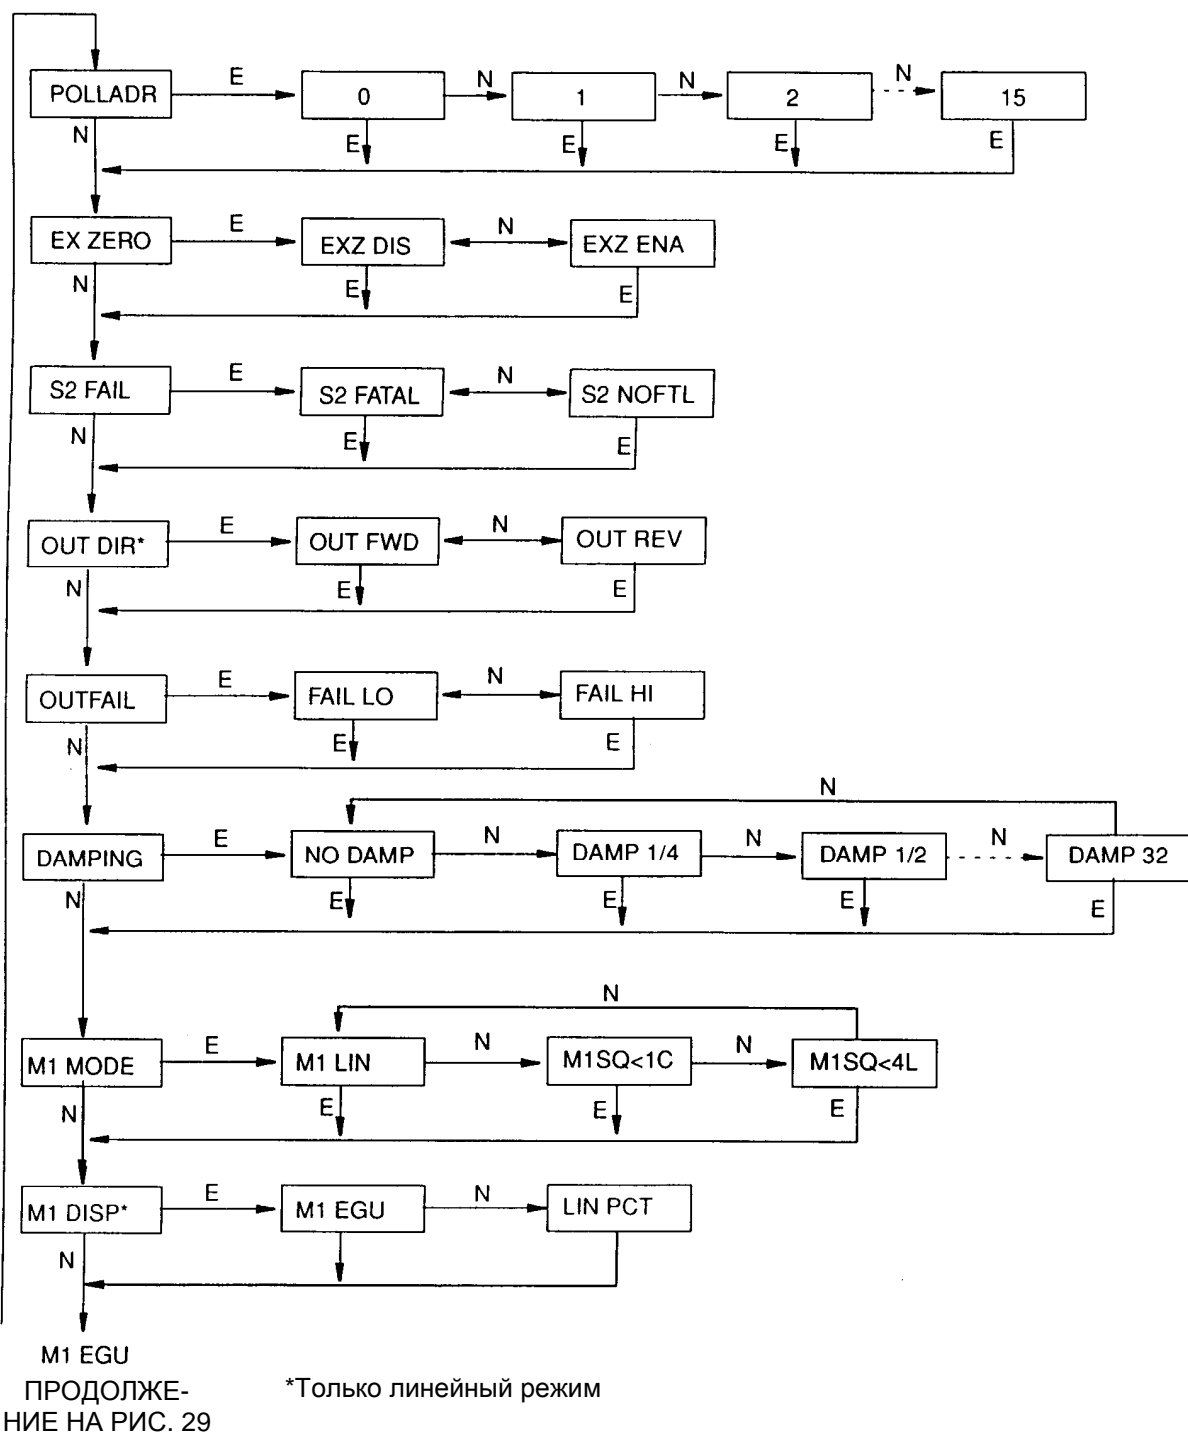 POLLADR E 0 N 1 N 2 N 15
N E E E E
EX ZERO E EXZ DIS N EXZ ENA
N E E
S2 FAIL E S2 FATAL N S2 NOFTL
N E E
OUT DIR* E OUT FWD N OUT REV
N E E
OUTFAIL E FAIL LO N FAIL HI
N E E
N
DAMPING E NO DAMP N DAMP 1/4 N DAMP 1/2 N DAMP 32
N E E E E
N
M1 MODE E M1 LIN N M1SQ<1C N M1SQ<4L
N E E E
M1 DISP* E M1 EGU N LIN PCT
N
M1 EGU
ПРОДОЛЖЕ-
НИЕ НА РИС. 29
*Только линейный режим